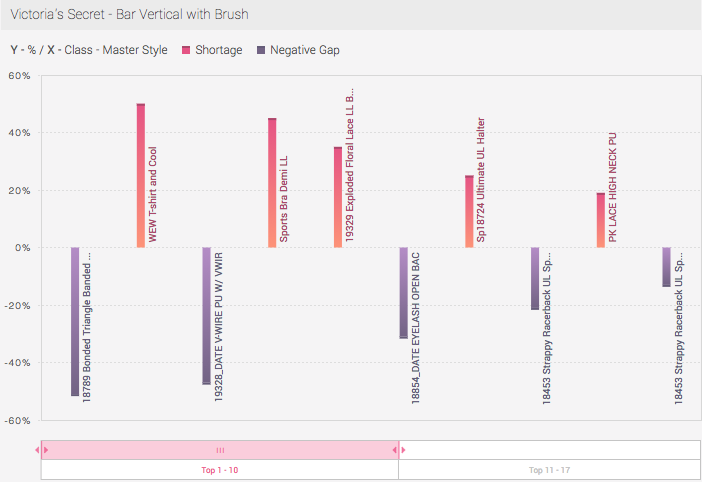 Victoria's Secret - Bar Vertical with Brush
Y - % / X - Class - Master Style
Shortage
Negative Gap
60%
40%
20%
0%
-20%
-40%
-60%
18789 Bonded Triangle Banded ...
WEW T-shirt and Cool
19328_DATE V-WIRE PU W/ VWIR
Sports Bra Demi LL
19329 Exploded Floral Lace LL B...
18854_DATE EYELASH OPEN BAC
Sp18724 Ultimate UL Halter
18453 Strappy Racerback UL Sp...
PK LACE HIGH NECK PU
18453 Strappy Racerback UL Sp...
Top 1 - 10
Top 11 - 17